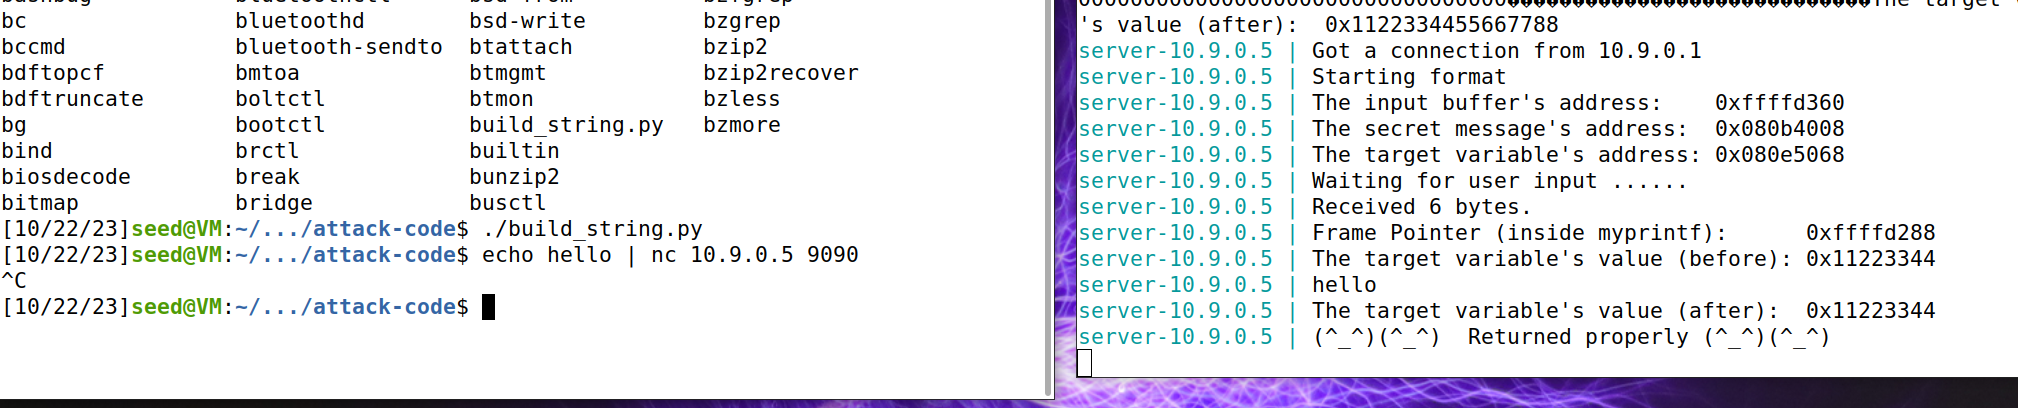 bc bluetoothd bsd-write bzgrep
bccmd bluetooth-sendto btattach bzip2
bdftopcf bmtoa btmgmt bzip2recover
bdftruncate boltctl btmon bzless
bg bootctl build_string.py bzmore
bind brctl builtin
biosdecode break bunzip2
bitmap bridge busctl
[10/22/23]seed@VM:~/.../attack-code$ ./build_string.py
[10/22/23]seed@VM:~/.../attack-code$ echo hello | nc 10.9.0.5 9090
^C
[10/22/23]seed@VM:~/.../attack-code$
The target
's value (after):  0x1122334455667788
server-10.9.0.5 | Got a connection from 10.9.0.1
server-10.9.0.5 | Starting format
server-10.9.0.5 | The input buffer's address:    0xffffd360
server-10.9.0.5 | The secret message's address:  0x080b4008
server-10.9.0.5 | The target variable's address: 0x080e5068
server-10.9.0.5 | Waiting for user input ......
server-10.9.0.5 | Received 6 bytes.
server-10.9.0.5 | Frame Pointer (inside myprintf):      0xffffd288
server-10.9.0.5 | The target variable's value (before): 0x11223344
server-10.9.0.5 | hello
server-10.9.0.5 | The target variable's value (after):  0x11223344
server-10.9.0.5 | (^_^)(^_^)  Returned properly (^_^)(^_^)